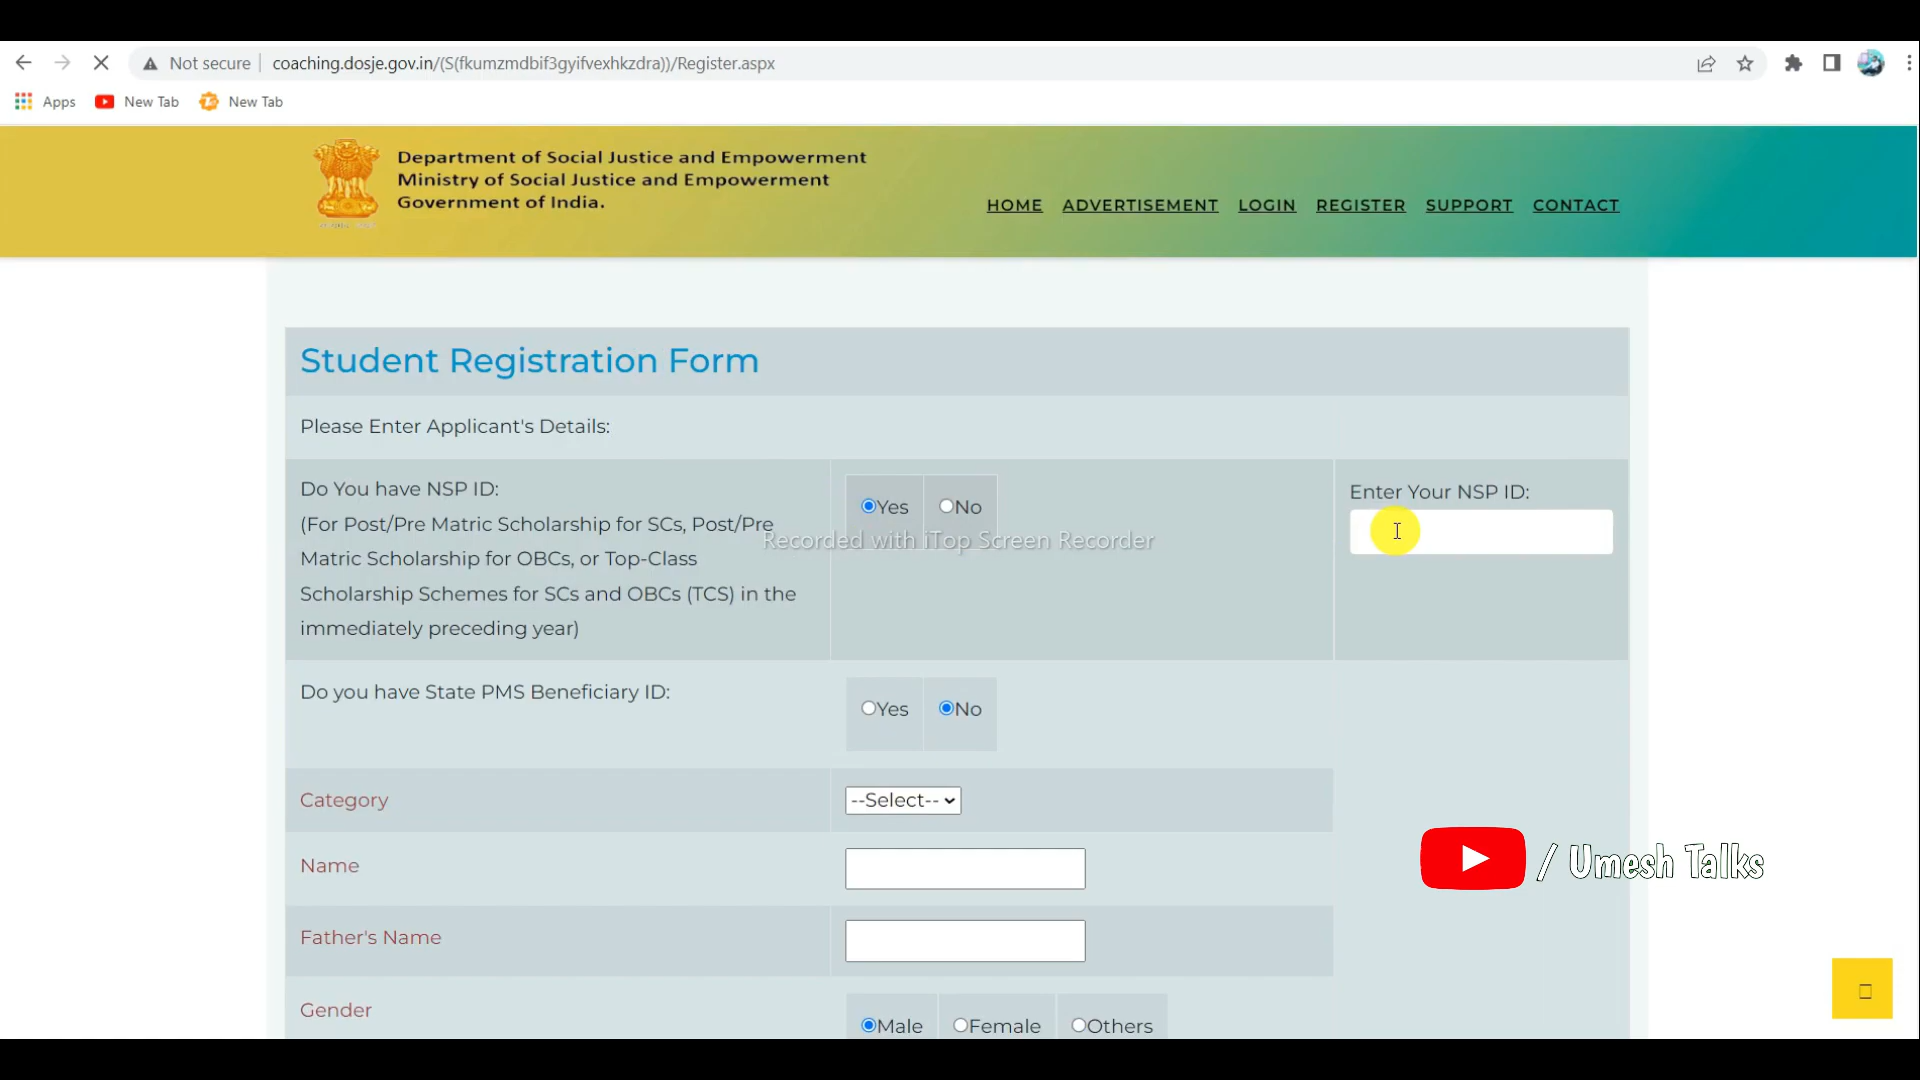 Not secure
coaching.dosje.gov.in/(S(fkumzmdbif3gyifvexhkzdra))/Register.aspx
Apps
New Tab
New Tab
Department of Social Justice and Empowerment
Ministry of Social Justice and Empowerment
Government of India.
HOME ADVERTISEMENT LOGIN REGISTER SUPPORT CONTACT
Student Registration Form
Please Enter Applicant's Details:
Do You have NSP ID:
(For Post/Pre Matric Scholarship for SCs, Post/Pre
Matric Scholarship for OBCs, or Top-Class
Scholarship Schemes for SCs and OBCs (TCS) in the
immediately preceding year)
Yes No
Enter Your NSP ID:
Recorded with iTop Screen Recorder
Do you have State PMS Beneficiary ID:
Yes No
Category
--Select--
Name
Father's Name
Gender
Male Female Others
/ Umesh Talks